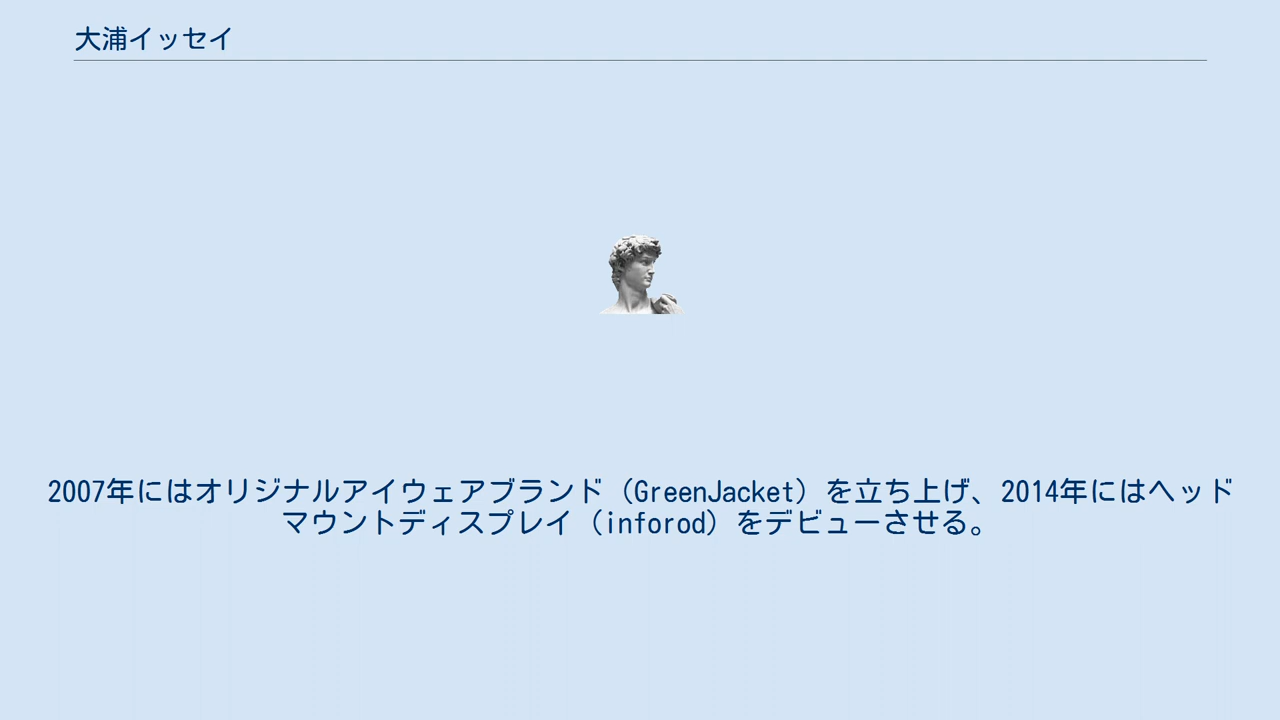 大浦イッセイ
2007年にはオリジナルアイウェアブランド（GreenJacket）を立ち上げ、2014年にはヘッド
マウントディスプレイ（inforod）をデビューさせる。